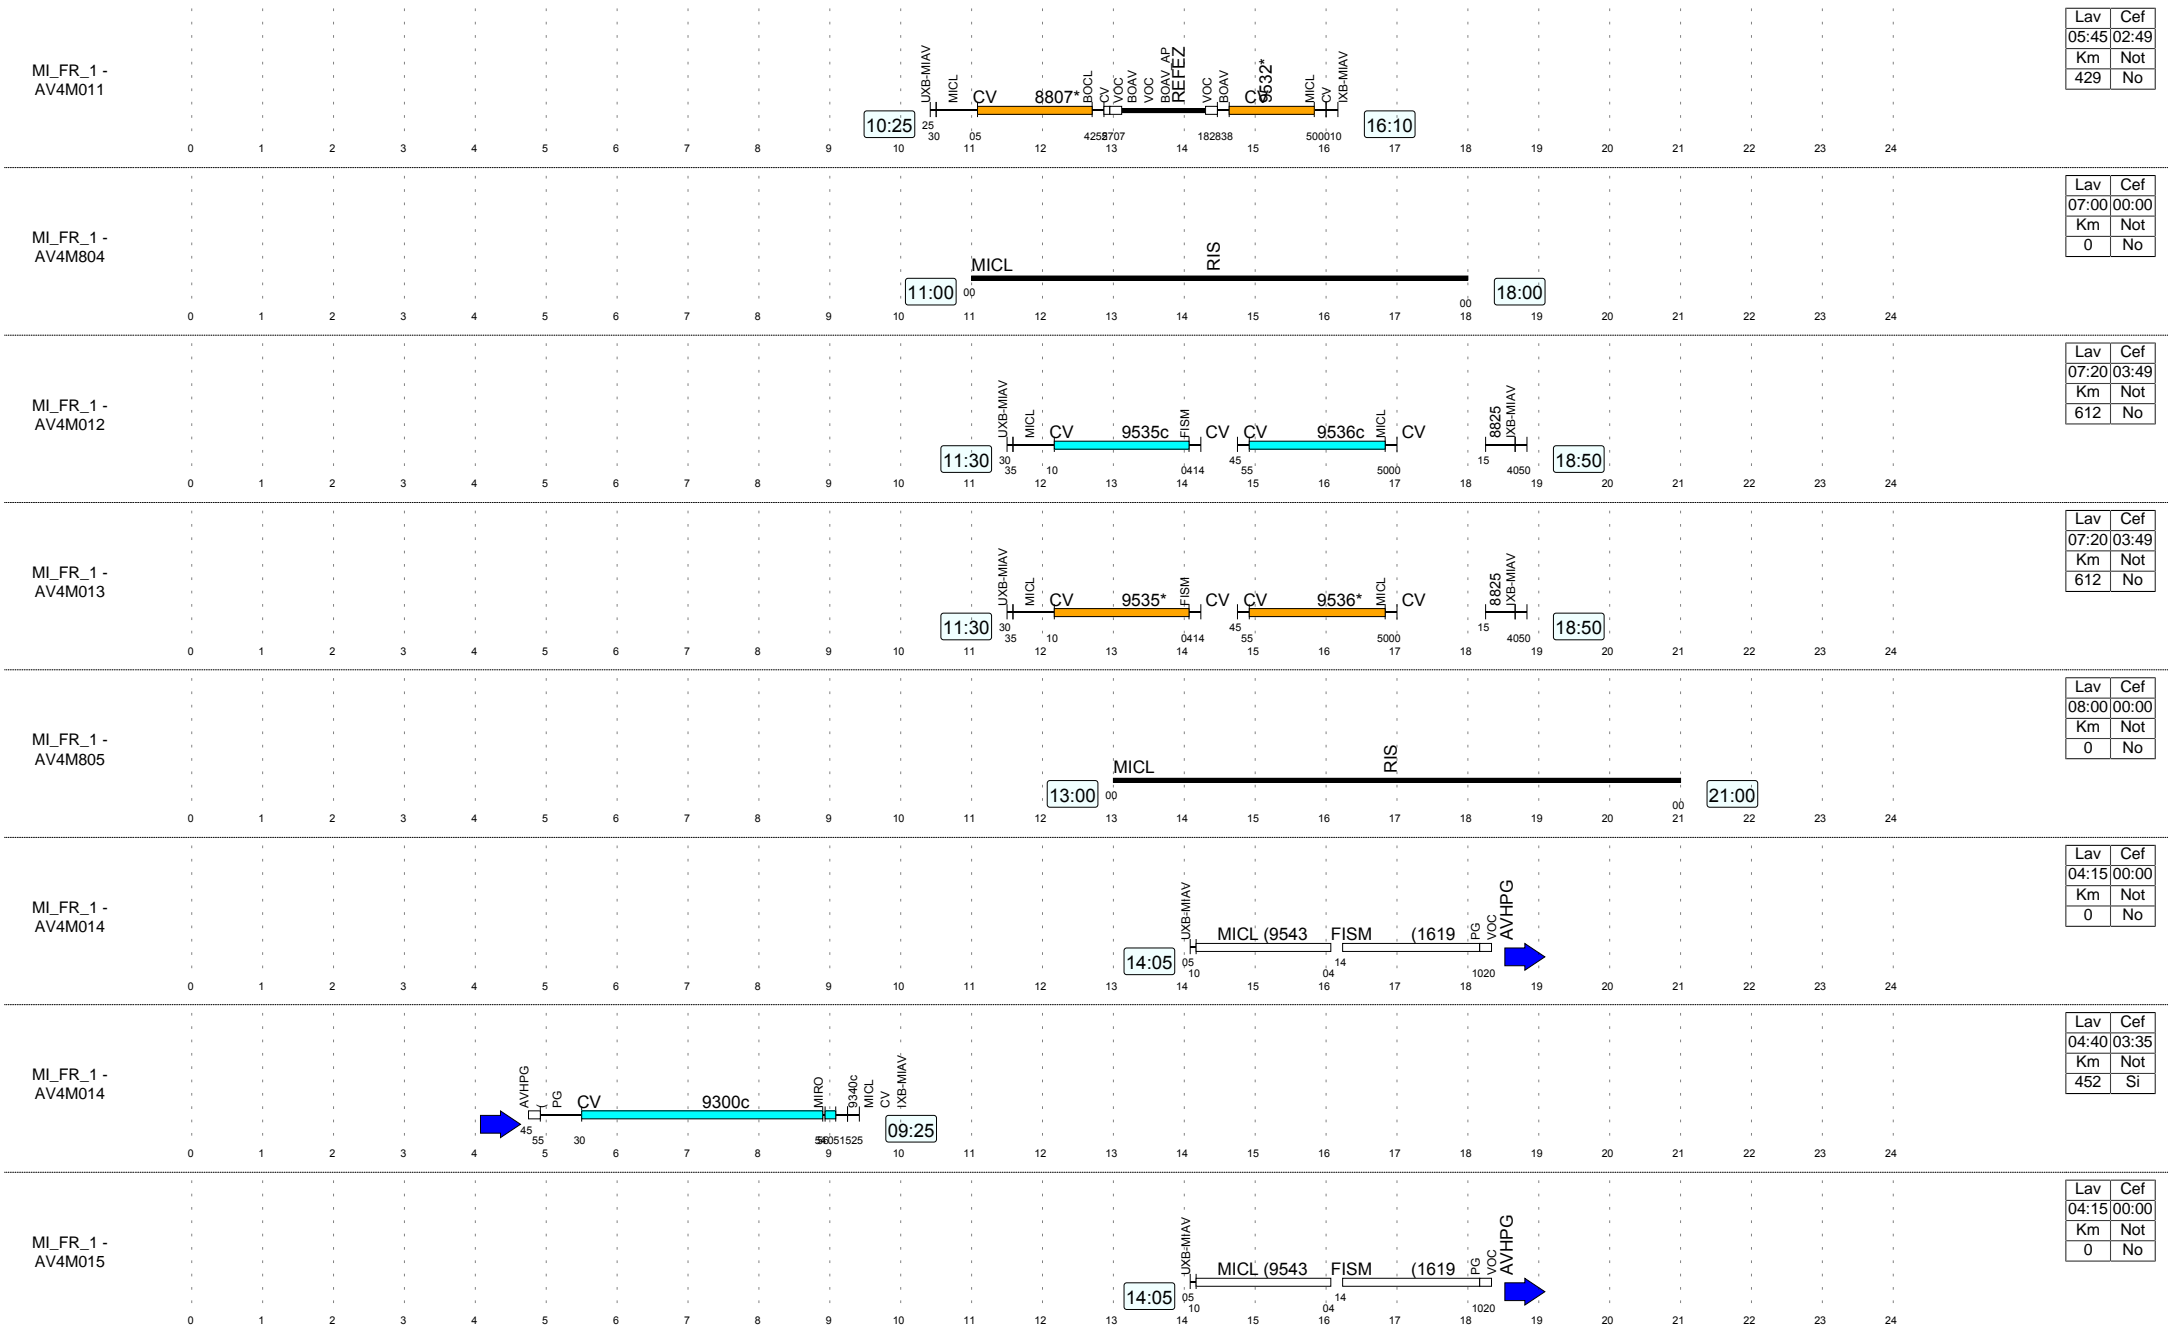 Lav Cef
05:45 02:49
Km Not
429 No
MI_FR_1 -
AV4M011
UXB-MIAV MICL CV 8807* BOCL CV VOC BOAV VOC BOAV_AP REFEZ VOC BOAV CV 9532* MICL CV IXB-MIAV
10:25 25 16:10
30 05 42 07 07 18 28 38 50 00 10
0 1 2 3 4 5 6 7 8 9 10 11 12 13 14 15 16 17 18 19 20 21 22 23 24
Lav Cef
07:00 00:00
Km Not
0 No
MI_FR_1 -
AV4M804
MICL RIS
11:00 00 00 18:00
0 1 2 3 4 5 6 7 8 9 10 11 12 13 14 15 16 17 18 19 20 21 22 23 24
Lav Cef
07:20 03:49
Km Not
612 No
MI_FR_1 -
AV4M012
UXB-MIAV MICL CV 9535c FISM CV CV 9536c MICL CV 8825 IXB-MIAV
11:30 30 45 15 18:50
35 10 0414 55 5000 4050
0 1 2 3 4 5 6 7 8 9 10 11 12 13 14 15 16 17 18 19 20 21 22 23 24
Lav Cef
07:20 03:49
Km Not
612 No
MI_FR_1 -
AV4M013
UXB-MIAV MICL CV 9535* FISM CV CV 9536* MICL CV 8825 IXB-MIAV
11:30 30 45 15 18:50
35 10 0414 55 5000 4050
0 1 2 3 4 5 6 7 8 9 10 11 12 13 14 15 16 17 18 19 20 21 22 23 24
Lav Cef
08:00 00:00
Km Not
0 No
MI_FR_1 -
AV4M805
MICL RIS
13:00 00 00 21:00
0 1 2 3 4 5 6 7 8 9 10 11 12 13 14 15 16 17 18 19 20 21 22 23 24
Lav Cef
04:15 00:00
Km Not
0 No
MI_FR_1 -
AV4M014
UXB-MIAV MICL (9543 FISM (1619 PG VOC AVHPG
14:05 05 14
10 04 1020
0 1 2 3 4 5 6 7 8 9 10 11 12 13 14 15 16 17 18 19 20 21 22 23 24
Lav Cef
04:40 03:35
Km Not
452 Si
MI_FR_1 -
AV4M014
AVHPG ( PG CV 9300c MIRO 9340c MICL CV IXB-MIAV
45 09:25
55 30 05 1525
0 1 2 3 4 5 6 7 8 9 10 11 12 13 14 15 16 17 18 19 20 21 22 23 24
Lav Cef
04:15 00:00
Km Not
0 No
MI_FR_1 -
AV4M015
UXB-MIAV MICL (9543 FISM (1619 PG VOC AVHPG
14:05 05 14
10 04 1020
0 1 2 3 4 5 6 7 8 9 10 11 12 13 14 15 16 17 18 19 20 21 22 23 24